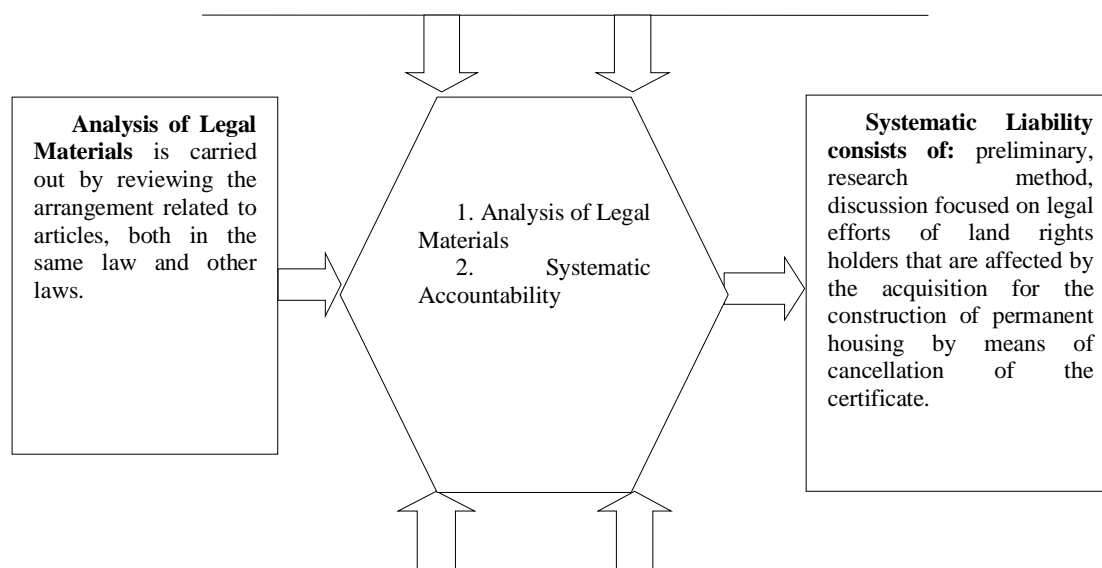 Analysis of Legal
Materials is carried
out by reviewing the
arrangement related to
articles, both in the
same law and other
laws.
1. Analysis of Legal
Materials
2. Systematic
Accountability
Systematic Liability
consists of: preliminary,
research method,
discussion focused on legal
efforts of land rights
holders that are affected by
the acquisition for the
construction of permanent
housing by means of
cancellation of the
certificate.